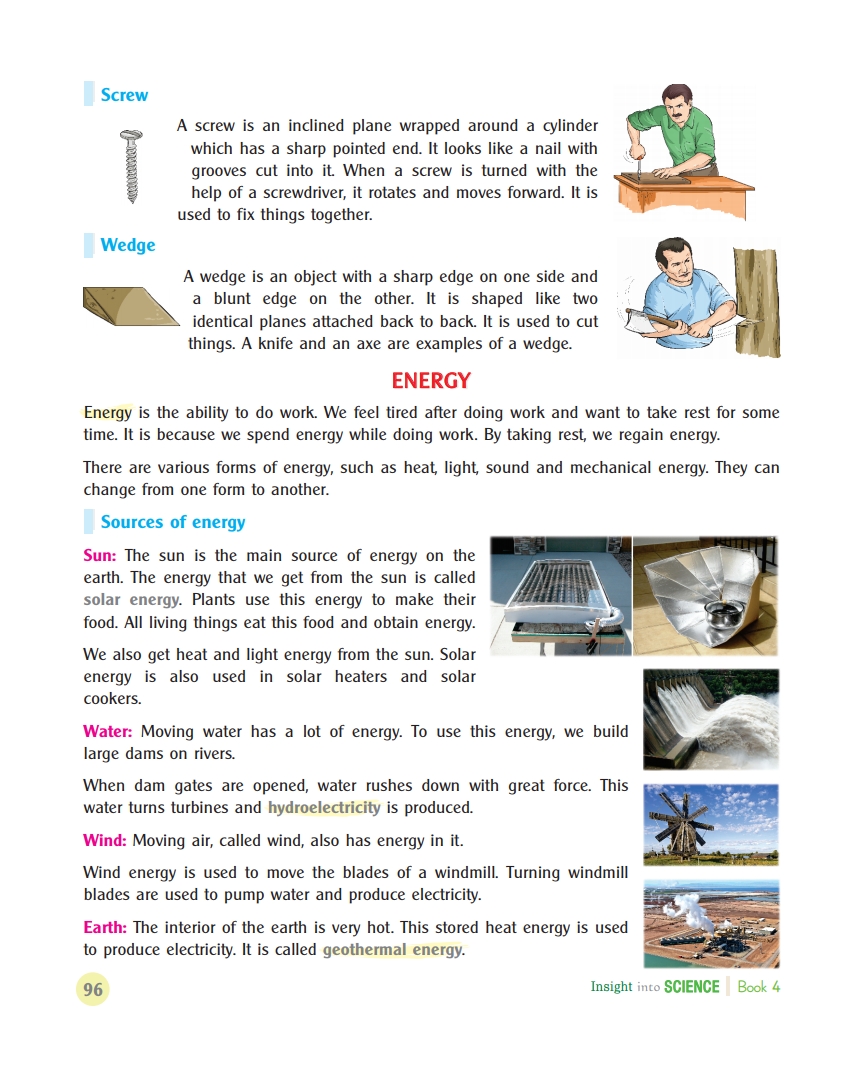 Screw
A screw is an inclined plane wrapped around a cylinder
which has a sharp pointed end. It looks like a nail with
grooves cut into it. When a screw is turned with the
help of a screwdriver, it rotates and moves forward. It is
used to fix things together.
Wedge
A wedge is an object with a sharp edge on one side and
a blunt edge on the other. It is shaped like two
identical planes attached back to back. It is used to cut
things. A knife and an axe are examples of a wedge.
ENERGY
Energy is the ability to do work. We feel tired after doing work and want to take rest for some
time. It is because we spend energy while doing work. By taking rest, we regain energy.
There are various forms of energy, such as heat, light, sound and mechanical energy. They can
change from one form to another.
Sources of energy
Sun: The sun is the main source of energy on the
earth. The energy that we get from the sun is called
solar energy. Plants use this energy to make their
food. All living things eat this food and obtain energy.
We also get heat and light energy from the sun. Solar
energy is also used in solar heaters and solar
cookers.
Water: Moving water has a lot of energy. To use this energy, we build
large dams on rivers.
When dam gates are opened, water rushes down with great force. This
water turns turbines and hydroelectricity is produced.
Wind: Moving air, called wind, also has energy in it.
Wind energy is used to move the blades of a windmill. Turning windmill
blades are used to pump water and produce electricity.
Earth: The interior of the earth is very hot. This stored heat energy is used
to produce electricity. It is called geothermal energy.
96
Insight into SCIENCE Book 4